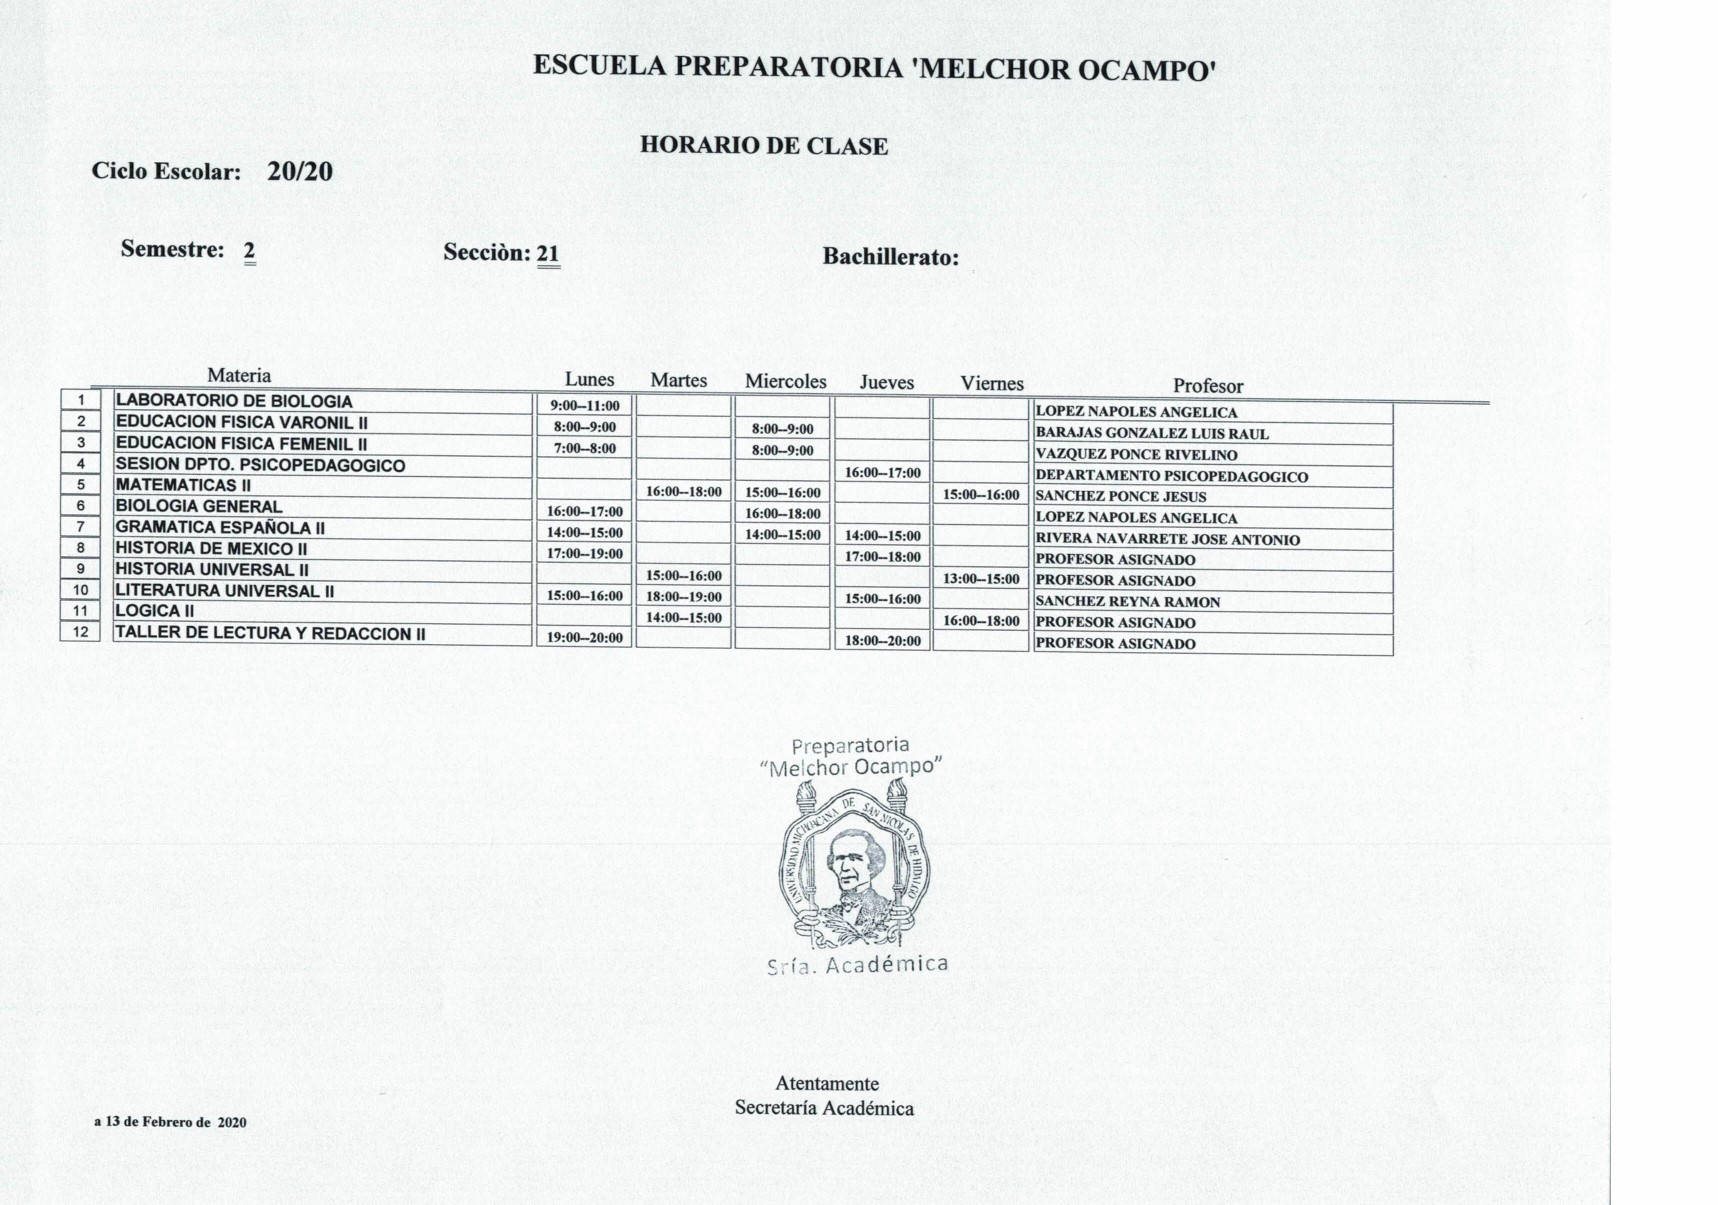 ESCUELA PREPARATORIA 'MELCHOR OCAMPO'
HORARIO DE CLASE
Ciclo Escolar: 20/20
Semestre: 2 Secciòn: 21 Bachillerato:
Materia Lunes Martes Miercoles Jueves Viernes Profesor
1 LABORATORIO DE BIOLOGIA 9:00--11:00 LOPEZ NAPOLES ANGELICA
2 EDUCACION FISICA VARONIL II 8:00--9:00 8:00--9:00 BARAJAS GONZALEZ LUIS RAUL
3 EDUCACION FISICA FEMENIL II 7:00--8:00 8:00--9:00 VAZQUEZ PONCE RIVELINO
4 SESION DPTO. PSICOPEDAGOGICO 16:00--17:00 DEPARTAMENTO PSICOPEDAGOGICO
5 MATEMATICAS II 16:00--18:00 15:00--16:00 15:00--16:00 SANCHEZ PONCE JESUS
6 BIOLOGIA GENERAL 16:00--17:00 16:00--18:00 LOPEZ NAPOLES ANGELICA
7 GRAMATICA ESPAÑOLA II 14:00--15:00 14:00--15:00 14:00--15:00 RIVERA NAVARRETE JOSE ANTONIO
8 HISTORIA DE MEXICO II 17:00--19:00 17:00--18:00 PROFESOR ASIGNADO
9 HISTORIA UNIVERSAL II 15:00--16:00 13:00--15:00 PROFESOR ASIGNADO
10 LITERATURA UNIVERSAL II 15:00--16:00 18:00--19:00 15:00--16:00 SANCHEZ REYNA RAMON
11 LOGICA II 14:00--15:00 16:00--18:00 PROFESOR ASIGNADO
12 TALLER DE LECTURA Y REDACCION II 19:00--20:00 18:00--20:00 PROFESOR ASIGNADO
Preparatoria
"Melchor Ocampo"
UNIVERSIDAD MICHOACANA DE SAN NICOLAS DE HIDALGO
Sría. Académica
Atentamente
Secretaría Académica
a 13 de Febrero de 2020